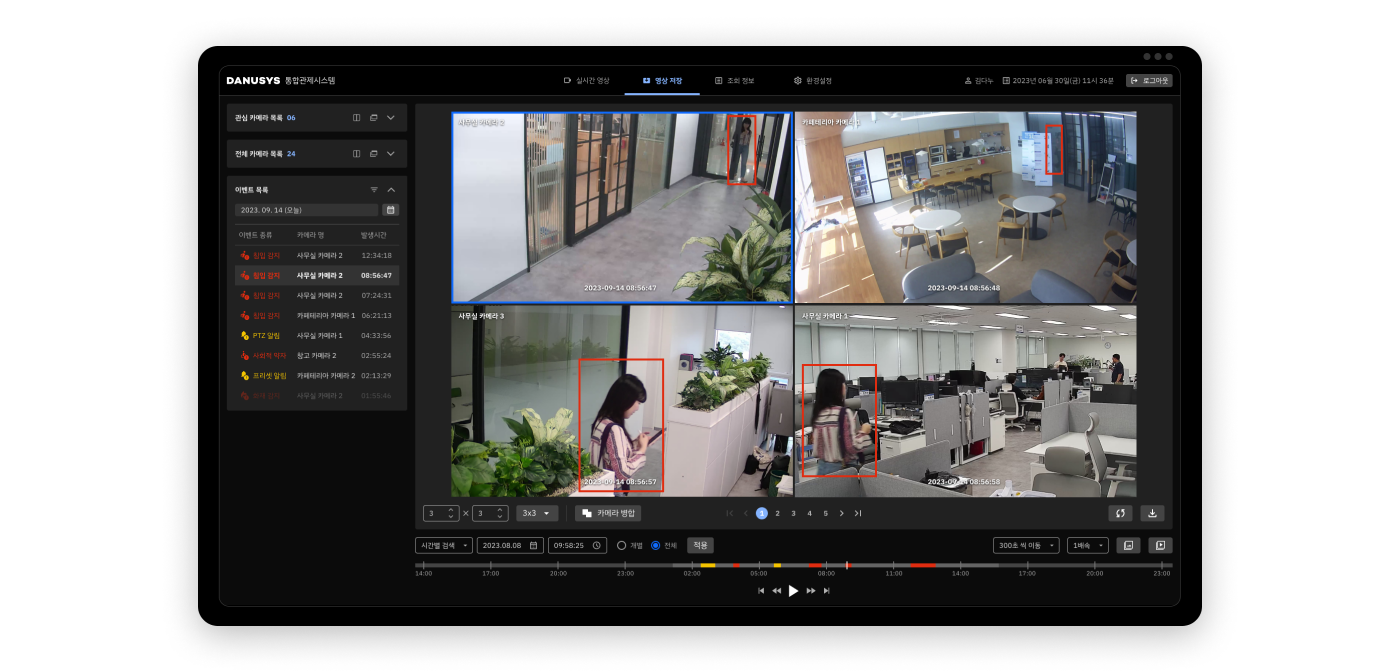 DANUSYS 통합관제시스템
실시간 영상
영상 저장
조회 정보
환경설정
김다누
2023년 06월 30일(금) 11시 36분
로그아웃
관심 카메라 목록 06
전체 카메라 목록 24
이벤트 목록
2023. 09. 14 (오늘)
이벤트 종류 카메라 명 발생시간
침입 감지 사무실 카메라 2 12:34:18
침입 감지 사무실 카메라 2 08:56:47
침입 감지 사무실 카메라 2 07:24:31
침입 감지 카페테리아 카메라 1 06:21:13
PTZ 알림 사무실 카메라 1 04:33:56
사회적 약자 창고 카메라 2 02:55:24
프리셋 알림 카페테리아 카메라 2 02:13:29
사무실 카메라 2 01:55:46
사무실 카메라 2
2023-09-14 08:56:47
카페테리아 카메라 1
2023-09-14 08:56:48
사무실 카메라 3
2023-09-14 08:56:57
사무실 카메라 1
2023-09-14 08:56:58
3 × 3
3x3
카메라 병합
1 2 3 4 5
시간별 검색
2023.08.08
09:58:25
개별
전체
적용
300초 씩 이동
1배속
14:00 17:00 20:00 23:00 02:00 05:00 08:00 11:00 14:00 17:00 20:00 23:00